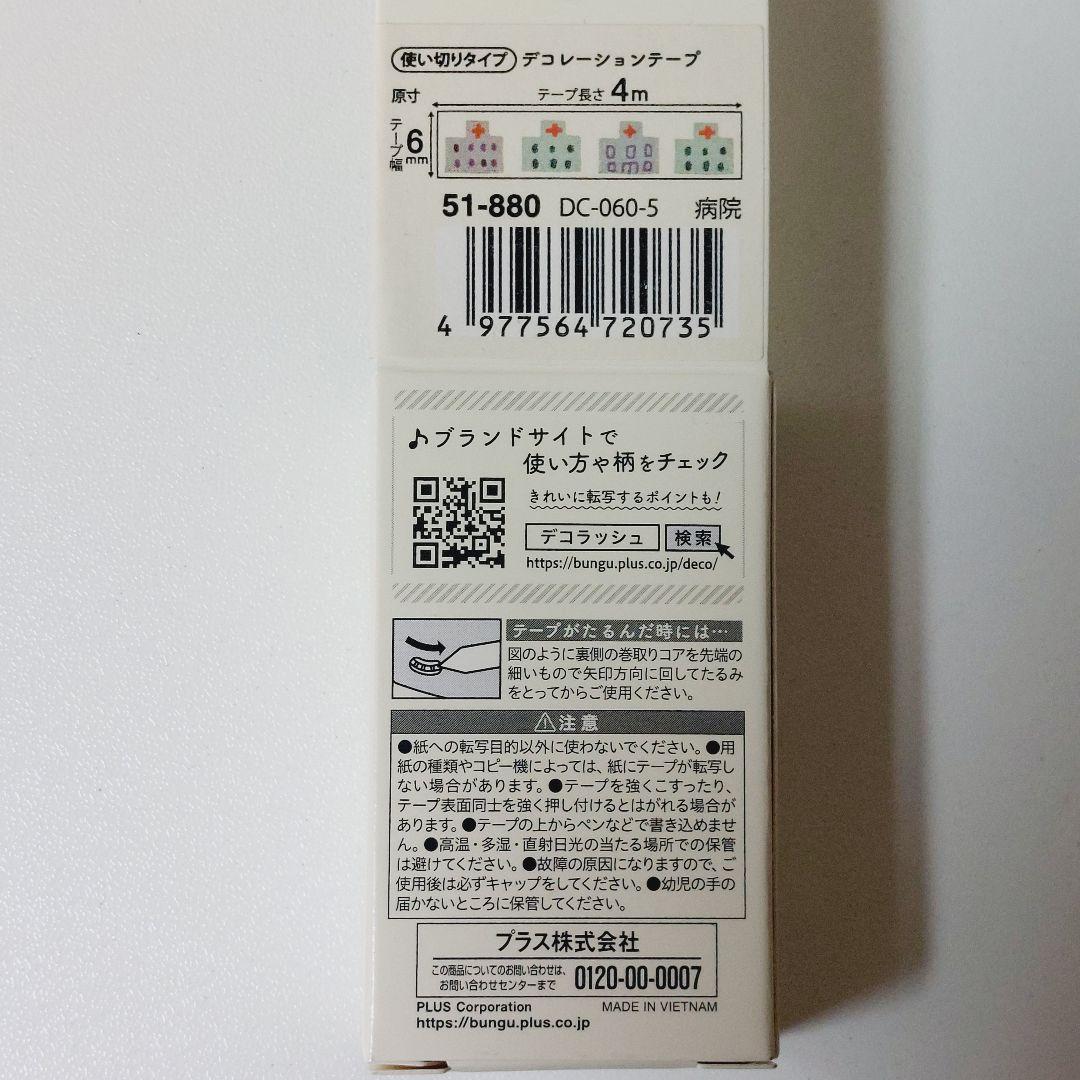 使い切りタイプ デコレーションテープ
原寸 テープ長さ 4m
テープ幅 6mm
51-880 DC-060-5 病院
4 977564 720735
♪ブランドサイトで
使い方や柄をチェック
きれいに転写するポイントも!
デコラッシュ 検索
https://bungu.plus.co.jp/deco/
テープがたるんだ時には…
図のように裏側の巻取りコアを先端の
細いもので矢印方向に回してたるみ
をとってからご使用ください。
⚠注意
●紙への転写目的以外に使わないでください。●用
紙の種類やコピー機によっては、紙にテープが転写し
ない場合があります。●テープを強くこすったり、
テープ表面同士を強く押し付けるとはがれる場合が
あります。●テープの上からペンなどで書き込めませ
ん。●高温・多湿・直射日光の当たる場所での保管
は避けてください。●故障の原因になりますので、ご
使用後は必ずキャップをしてください。●幼児の手の
届かないところに保管してください。
プラス株式会社
この商品についてのお問い合わせは、
お問い合わせセンターまで 0120-00-0007
PLUS Corporation MADE IN VIETNAM
https://bungu.plus.co.jp